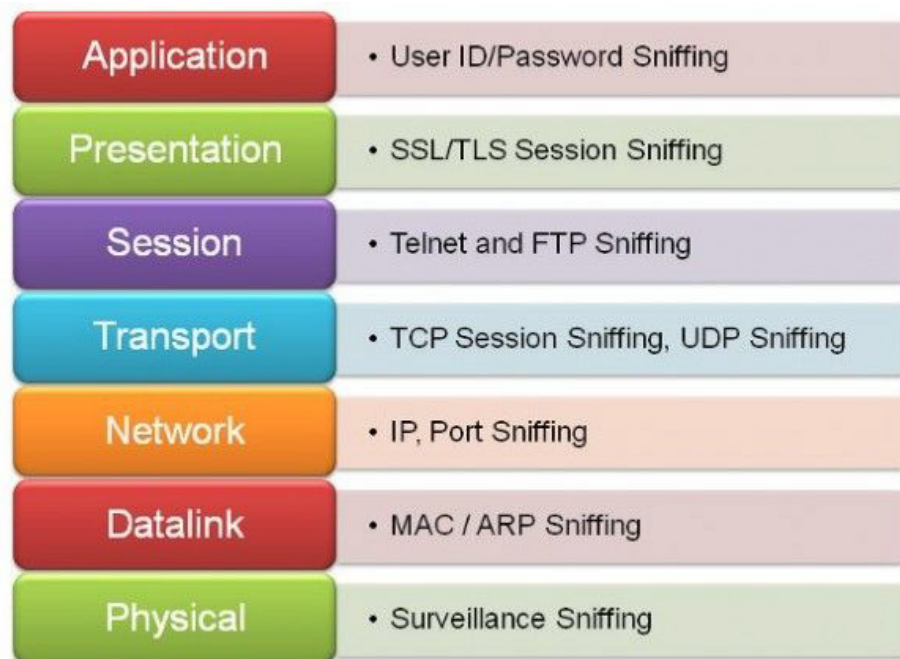 Application
• User ID/Password Sniffing
Presentation
• SSL/TLS Session Sniffing
Session
• Telnet and FTP Sniffing
Transport
• TCP Session Sniffing, UDP Sniffing
Network
• IP, Port Sniffing
Datalink
• MAC / ARP Sniffing
Physical
• Surveillance Sniffing